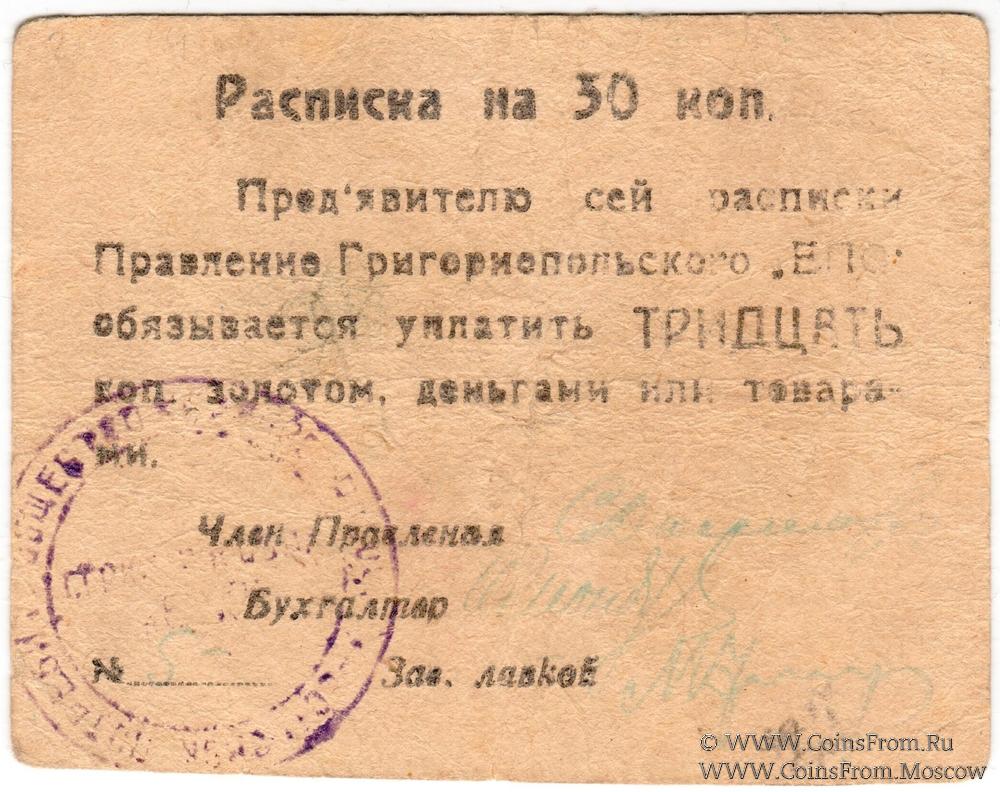 Расписка на 30 коп.
Пред'явителю сей расписки
Правление Григориопольского „ЕПО"
обязывается уплатить ТРИДЦАТЬ
коп. золотом, деньгами или товара-
ми.
Член Правления
Бухгалтер
№ 5 Зав. лавкой
© WWW.CoinsFrom.Ru
WWW.CoinsFrom.Moscow